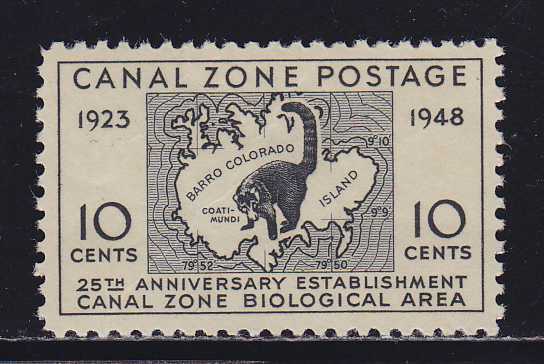 CANAL ZONE POSTAGE
1923 1948
9°10'
BARRO COLORADO
ISLAND
COATI-
MUNDI
9°9'
10 10
CENTS CENTS
79°52 79°50
25TH ANNIVERSARY ESTABLISHMENT
CANAL ZONE BIOLOGICAL AREA